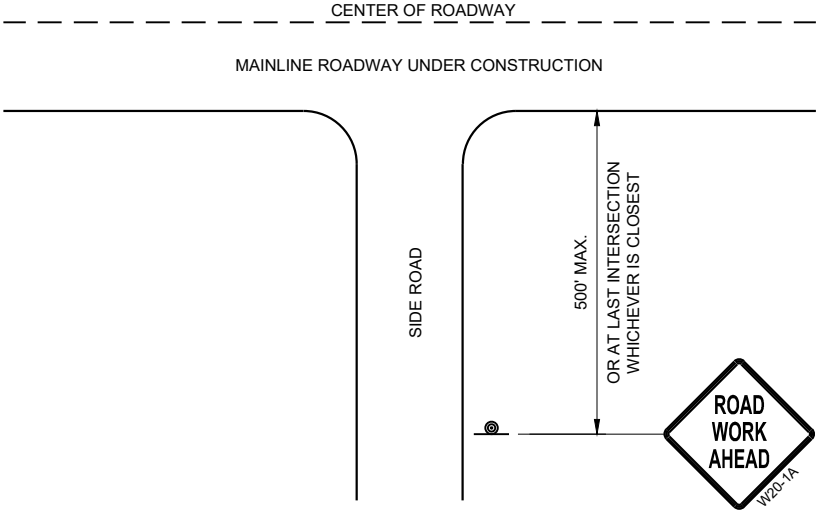 CENTER OF ROADWAY
MAINLINE ROADWAY UNDER CONSTRUCTION
SIDE ROAD
500' MAX.
OR AT LAST INTERSECTION
WHICHEVER IS CLOSEST
ROAD
WORK
AHEAD
W20-1A